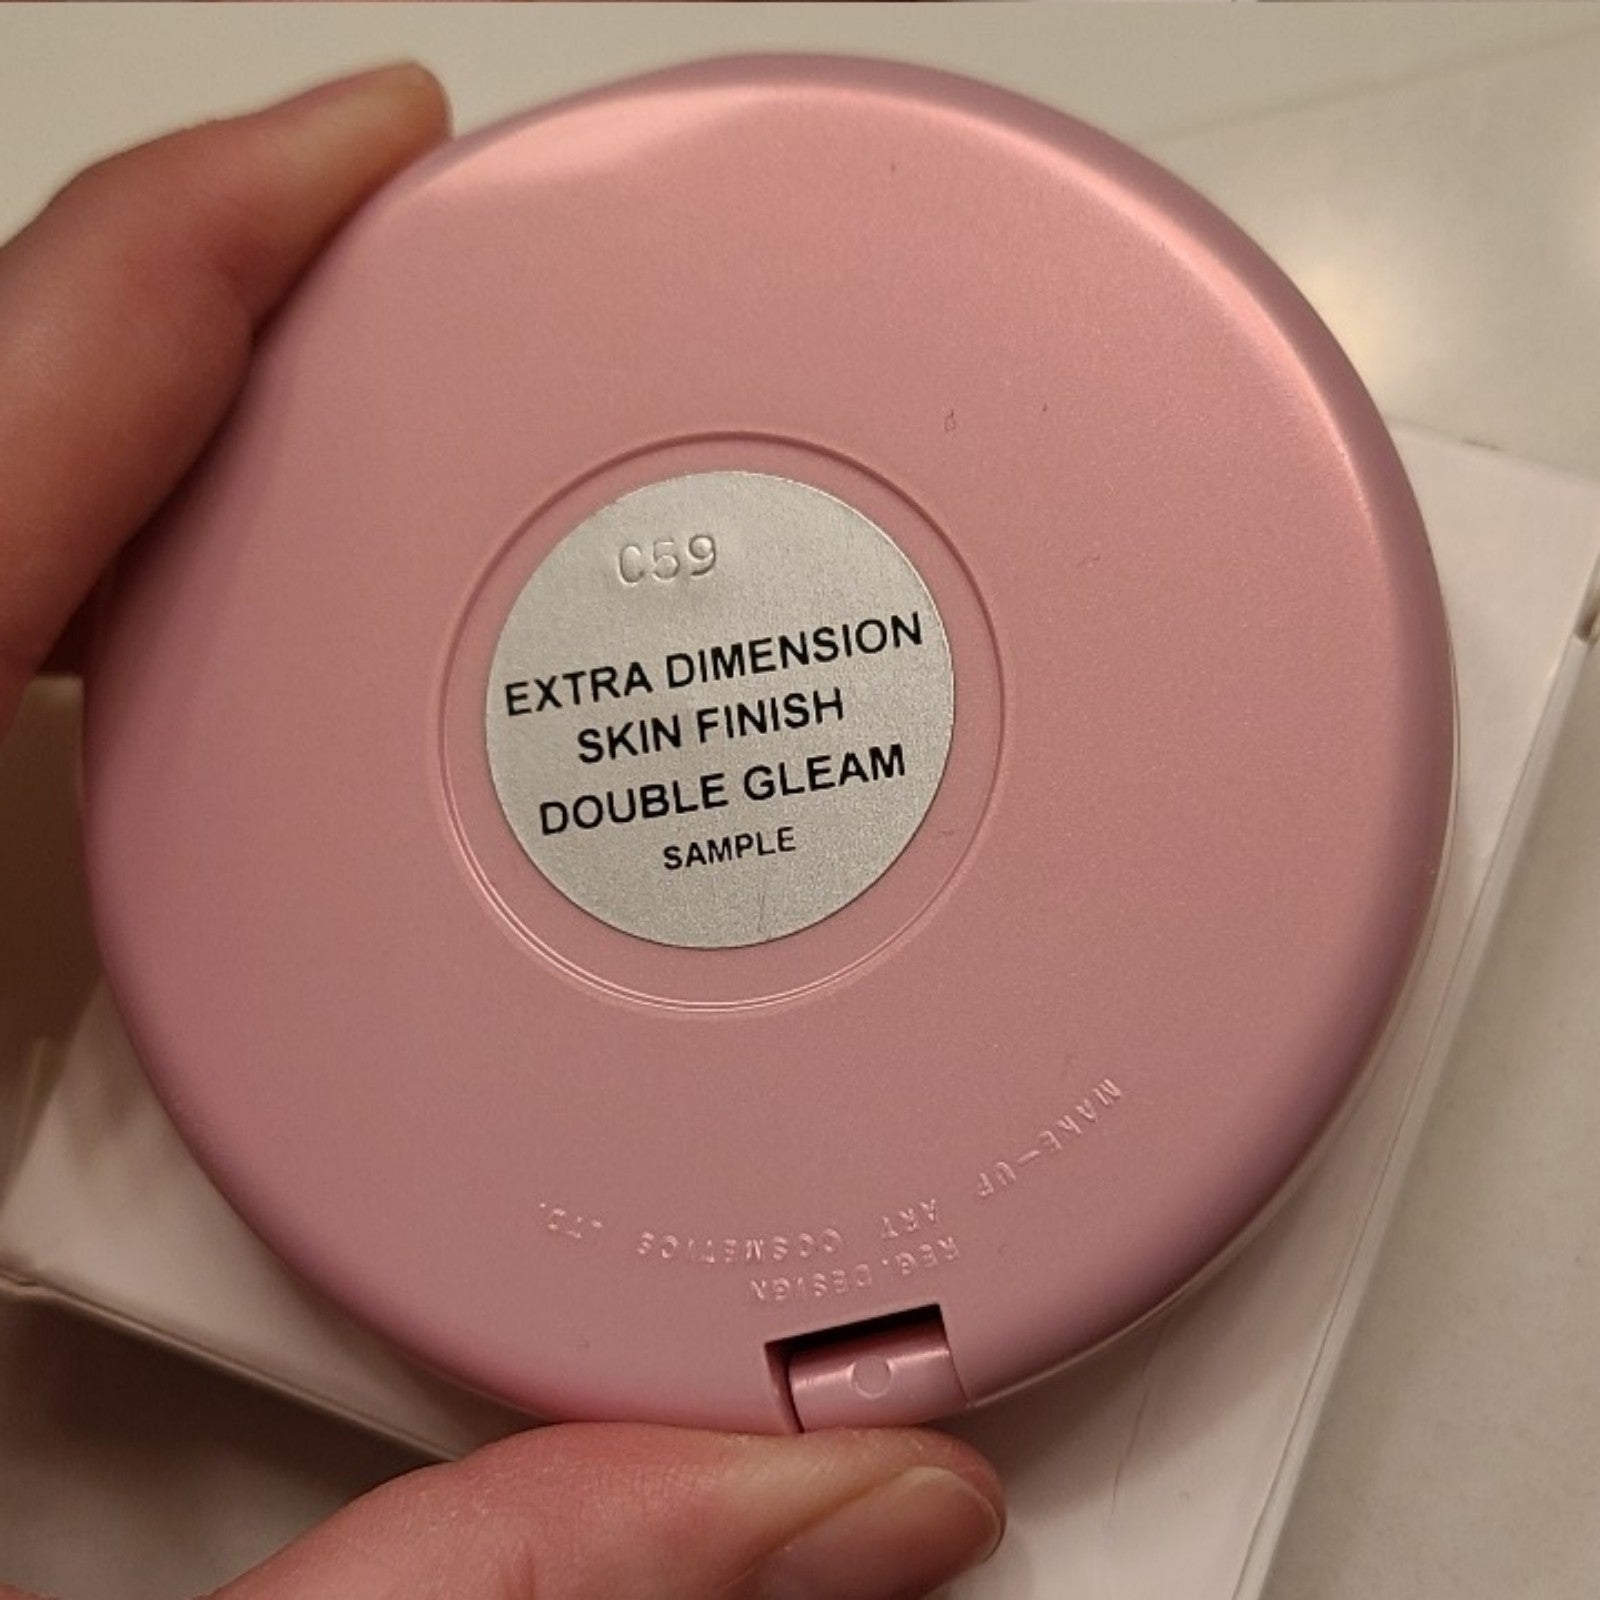 C59
EXTRA DIMENSION
SKIN FINISH
DOUBLE GLEAM
SAMPLE
MAKE-UP ART COSMETICS LTD.
REG. DESIGN